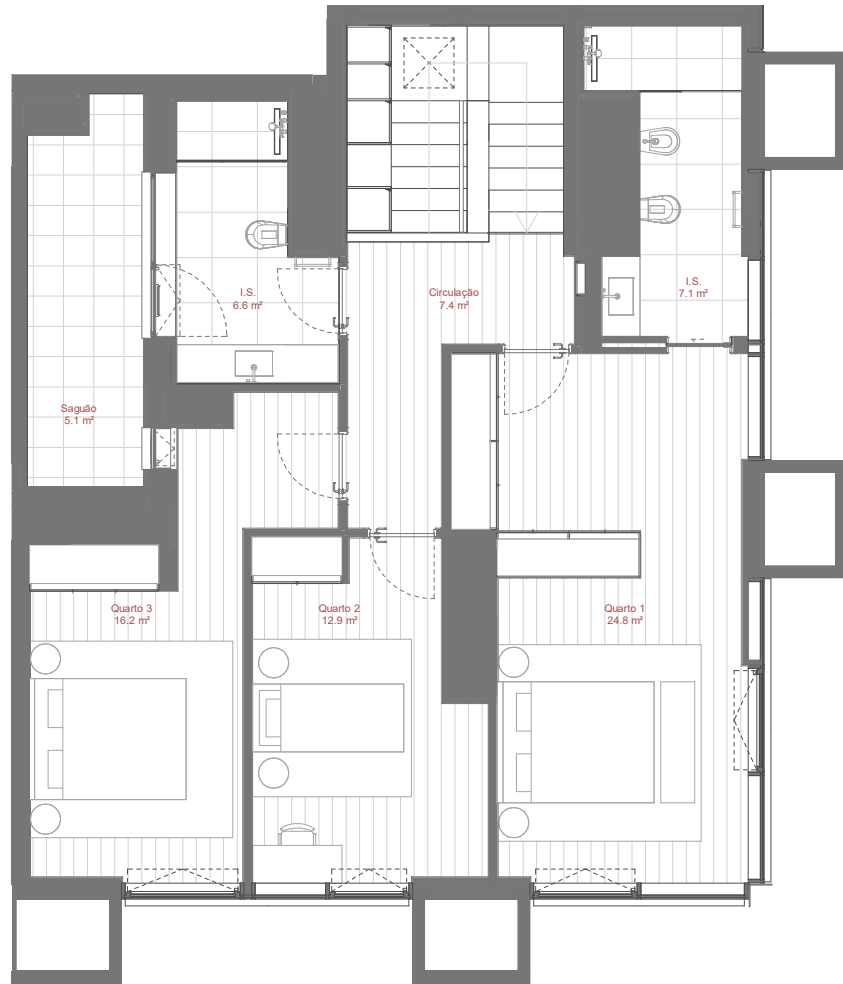 I.S.
6.6 m²
Circulação
7.4 m²
I.S.
7.1 m²
Saguão
5.1 m²
Quarto 3
16.2 m²
Quarto 2
12.9 m²
Quarto 1
24.8 m²